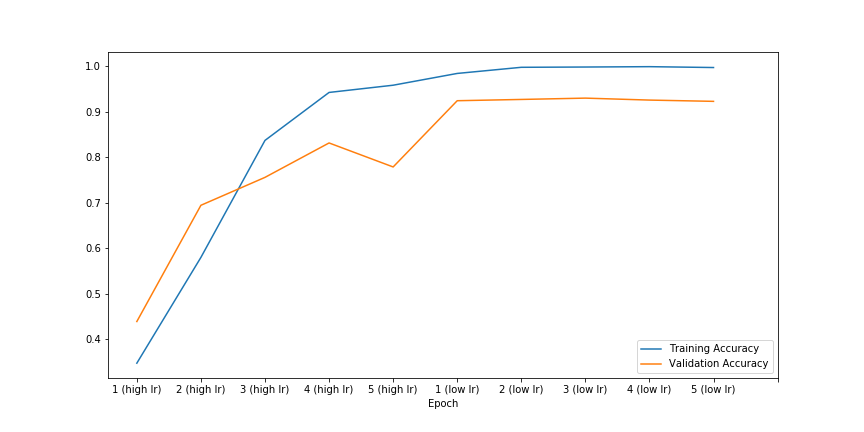 1.0
0.9
0.8
0.7
0.6
0.5
0.4
1 (high lr) 2 (high lr) 3 (high lr) 4 (high lr) 5 (high lr) 1 (low lr) 2 (low lr) 3 (low lr) 4 (low lr) 5 (low lr)
Epoch
Training Accuracy
Validation Accuracy